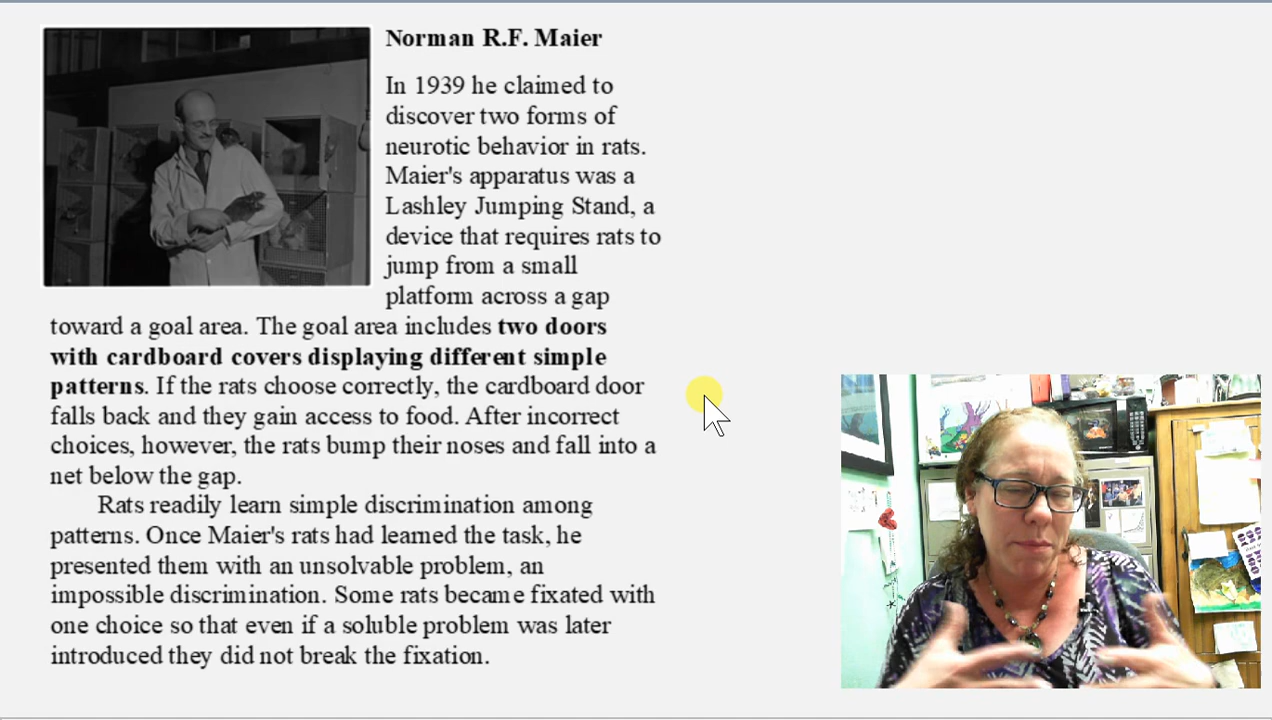 Norman R.F. Maier
In 1939 he claimed to
discover two forms of
neurotic behavior in rats.
Maier's apparatus was a
Lashley Jumping Stand, a
device that requires rats to
jump from a small
platform across a gap
toward a goal area. The goal area includes two doors
with cardboard covers displaying different simple
patterns. If the rats choose correctly, the cardboard door
falls back and they gain access to food. After incorrect
choices, however, the rats bump their noses and fall into a
net below the gap.
Rats readily learn simple discrimination among
patterns. Once Maier's rats had learned the task, he
presented them with an unsolvable problem, an
impossible discrimination. Some rats became fixated with
one choice so that even if a soluble problem was later
introduced they did not break the fixation.